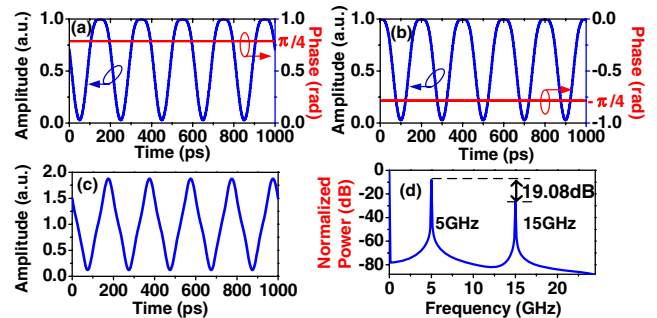 (a)
Amplitude (a.u.)
1.0
0.5
0.0
0 200 400 600 800 1000
Time (ps)
1.0
π/4
0.5
0.0
Phase (rad)
(b)
Amplitude (a.u.)
1.0
0.5
0.0
0 200 400 600 800 1000
Time (ps)
0.0
-0.5
-π/4
-1.0
Phase (rad)
(c)
Amplitude (a.u.)
2.0
1.5
1.0
0.5
0.0
0 200 400 600 800 1000
Time (ps)
(d)
Normalized
Power (dB)
0
-20
-40
-60
-80
19.08dB
5GHz
15GHz
0 5 10 15 20
Frequency (GHz)